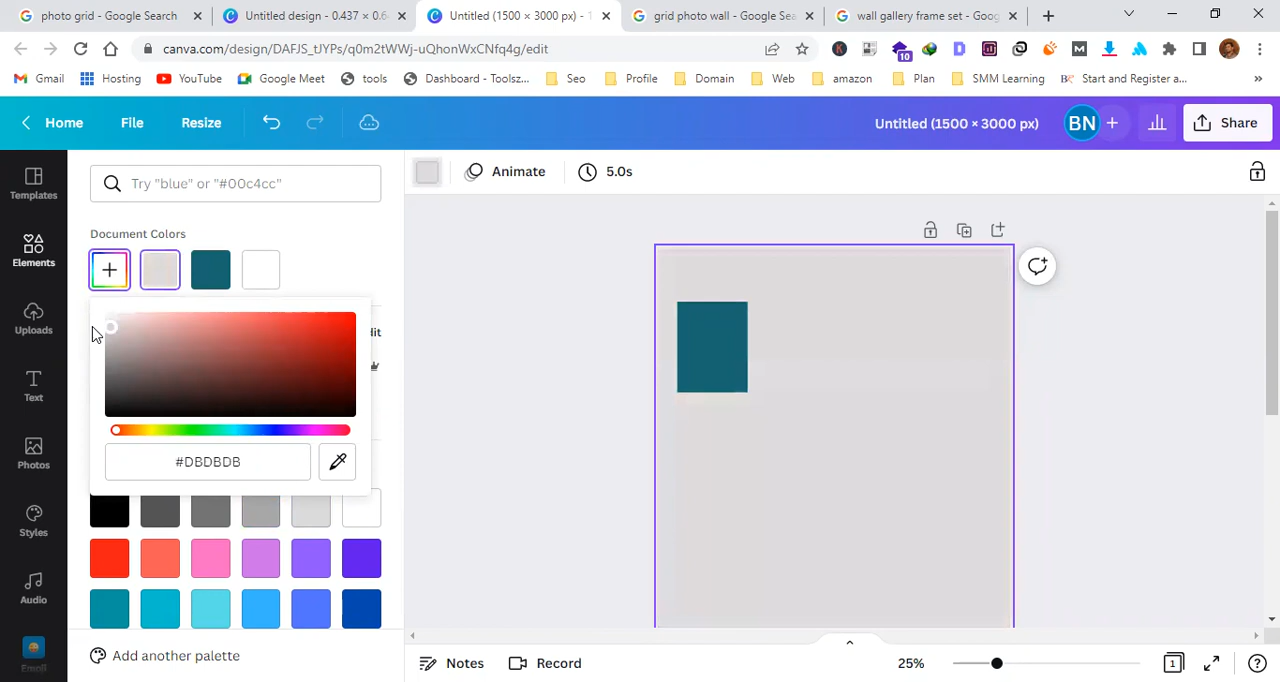 photo grid - Google Search
Untitled design - 0.437 × 0.6
Untitled (1500 × 3000 px) - 1
grid photo wall - Google Sea
wall gallery frame set - Goog
canva.com/design/DAFJS_tJYPs/q0m2tWWj-uQhonWxCNfq4g/edit
10
Gmail
Hosting
YouTube
Google Meet
tools
Dashboard - Toolsz...
Seo
Profile
Domain
Web
amazon
Plan
SMM Learning
Start and Register a...
Home
File
Resize
Untitled (1500 × 3000 px)
BN
Share
Templates
Elements
Uploads
Text
Photos
Styles
Audio
Emoji
Try "blue" or "#00c4cc"
Document Colors
dit
#DBDBDB
Add another palette
Animate
5.0s
Notes
Record
25%
1